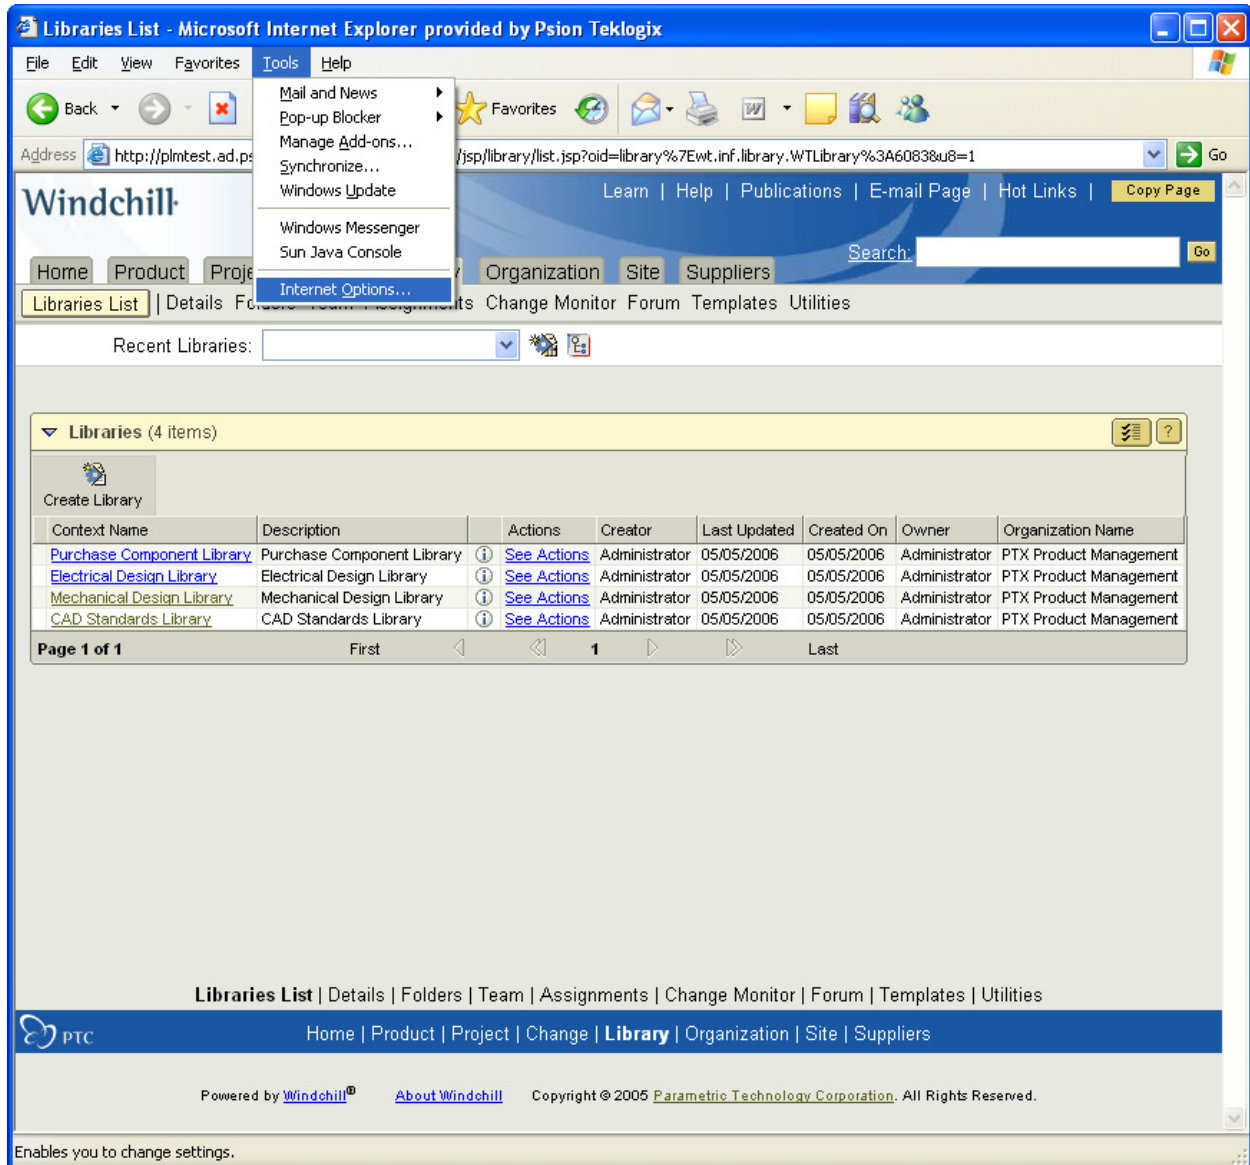 Libraries List - Microsoft Internet Explorer provided by Psion Teklogix
File Edit View Favorites Tools Help
Mail and News
Pop-up Blocker
Manage Add-ons...
Synchronize...
Windows Update
Windows Messenger
Sun Java Console
Internet Options...
Back Favorites
Address http://plmtest.ad.ps /jsp/library/list.jsp?oid=library%7Ewt.inf.library.WTLibrary%3A6083&u8=1 Go
Windchill
Learn | Help | Publications | E-mail Page | Hot Links | Copy Page
Search: Go
Home Product Proje y Organization Site Suppliers
Libraries List | Details Fo ts Change Monitor Forum Templates Utilities
Recent Libraries:
Libraries (4 items) ?
Create Library
Context Name Description Actions Creator Last Updated Created On Owner Organization Name
Purchase Component Library Purchase Component Library See Actions Administrator 05/05/2006 05/05/2006 Administrator PTX Product Management
Electrical Design Library Electrical Design Library See Actions Administrator 05/05/2006 05/05/2006 Administrator PTX Product Management
Mechanical Design Library Mechanical Design Library See Actions Administrator 05/05/2006 05/05/2006 Administrator PTX Product Management
CAD Standards Library CAD Standards Library See Actions Administrator 05/05/2006 05/05/2006 Administrator PTX Product Management
Page 1 of 1 First 1 Last
Libraries List | Details | Folders | Team | Assignments | Change Monitor | Forum | Templates | Utilities
PTC Home | Product | Project | Change | Library | Organization | Site | Suppliers
Powered by Windchill® About Windchill Copyright © 2005 Parametric Technology Corporation. All Rights Reserved.
Enables you to change settings.